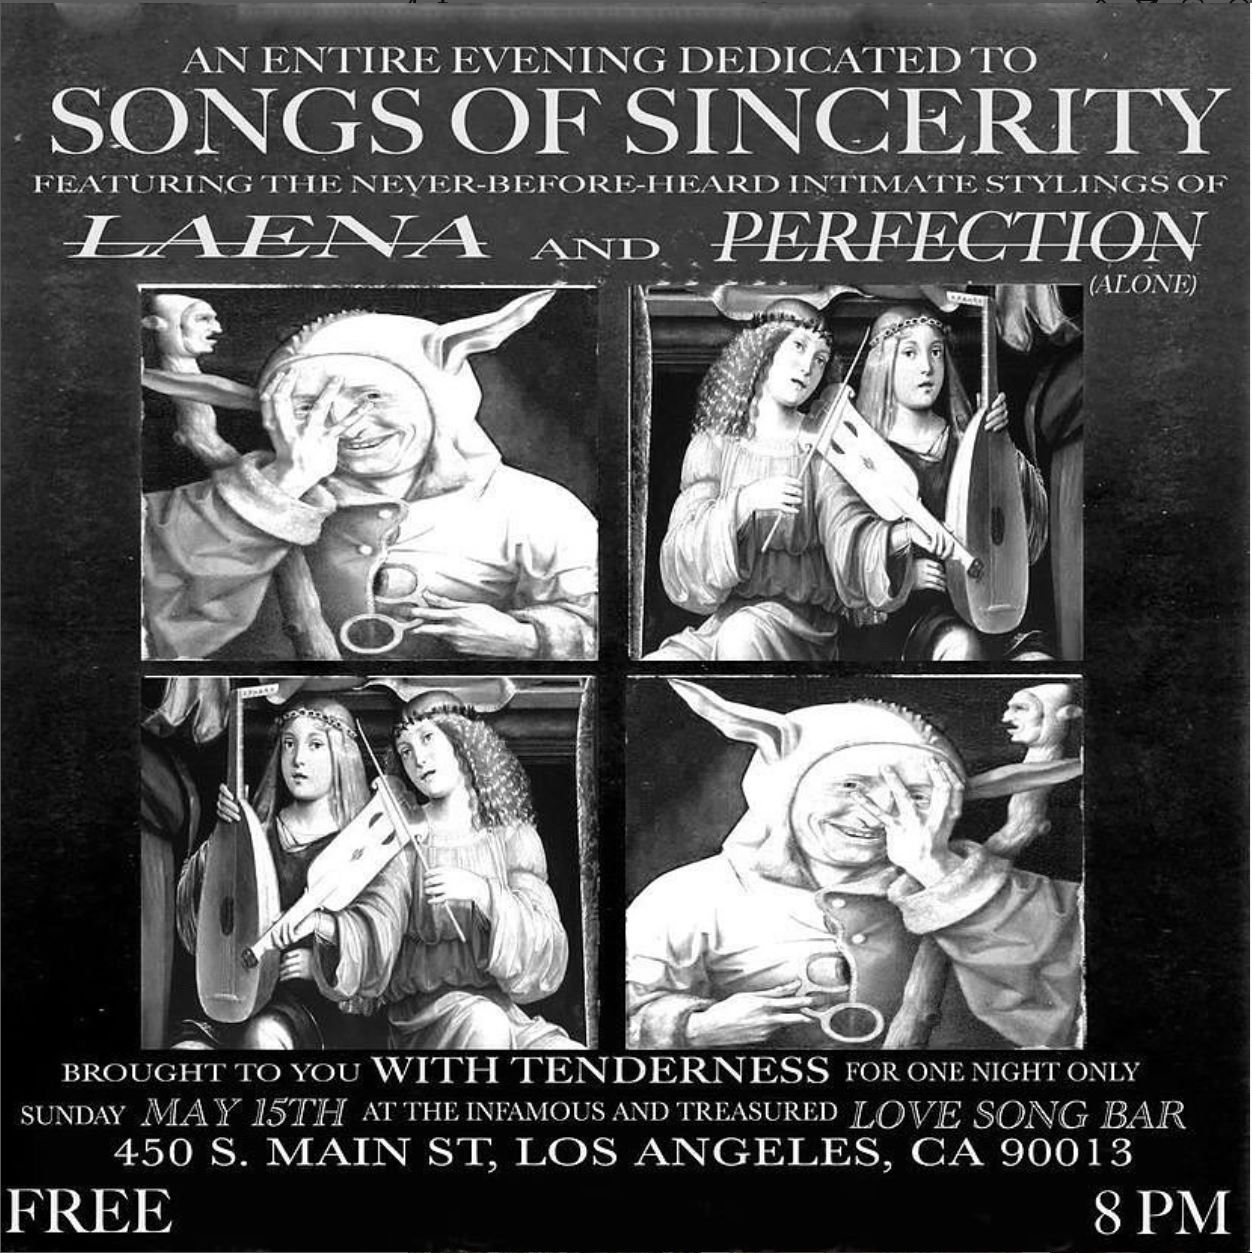 AN ENTIRE EVENING DEDICATED TO
SONGS OF SINCERITY
FEATURING THE NEVER-BEFORE-HEARD INTIMATE STYLINGS OF
LAENA AND PERFECTION
(ALONE)
BROUGHT TO YOU WITH TENDERNESS FOR ONE NIGHT ONLY
SUNDAY MAY 15TH AT THE INFAMOUS AND TREASURED LOVE SONG BAR
450 S. MAIN ST, LOS ANGELES, CA 90013
FREE 8 PM